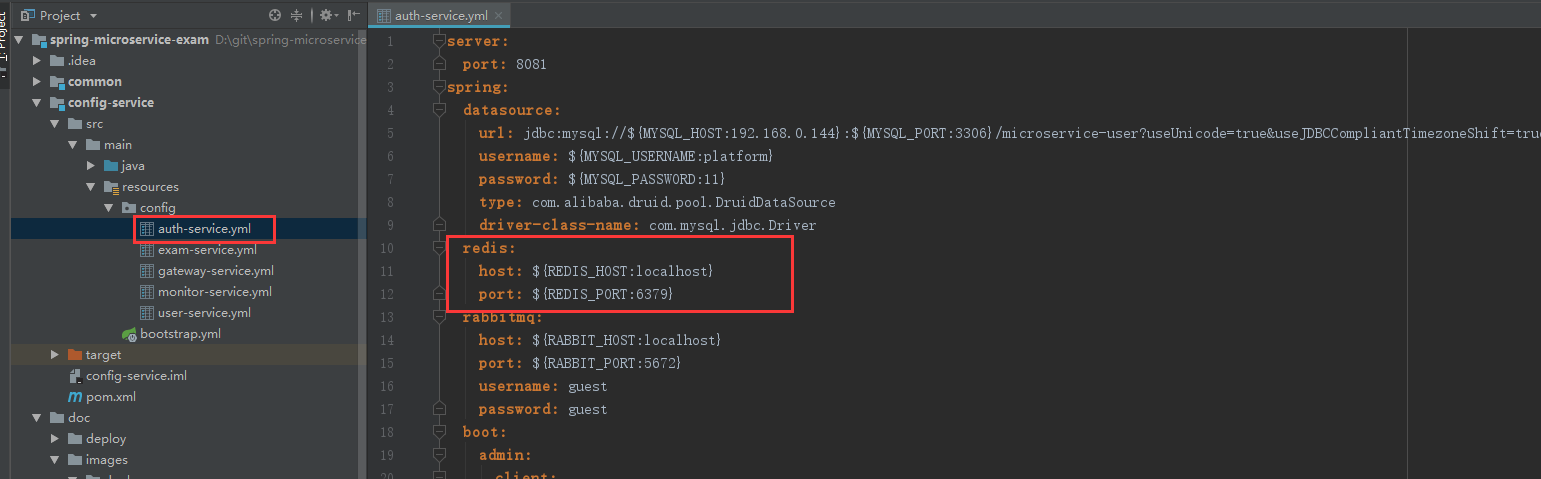 Project
auth-service.yml
1: Project
spring-microservice-exam D:\git\spring-microservice
.idea
common
config-service
src
main
java
resources
config
auth-service.yml
exam-service.yml
gateway-service.yml
monitor-service.yml
user-service.yml
bootstrap.yml
target
config-service.iml
pom.xml
doc
deploy
images
1 server:
2 port: 8081
3 spring:
4 datasource:
5 url: jdbc:mysql://${MYSQL_HOST:192.168.0.144}:${MYSQL_PORT:3306}/microservice-user?useUnicode=true&useJDBCCompliantTimezoneShift=true
6 username: ${MYSQL_USERNAME:platform}
7 password: ${MYSQL_PASSWORD:11}
8 type: com.alibaba.druid.pool.DruidDataSource
9 driver-class-name: com.mysql.jdbc.Driver
10 redis:
11 host: ${REDIS_HOST:localhost}
12 port: ${REDIS_PORT:6379}
13 rabbitmq:
14 host: ${RABBIT_HOST:localhost}
15 port: ${RABBIT_PORT:5672}
16 username: guest
17 password: guest
18 boot:
19 admin:
20 client: